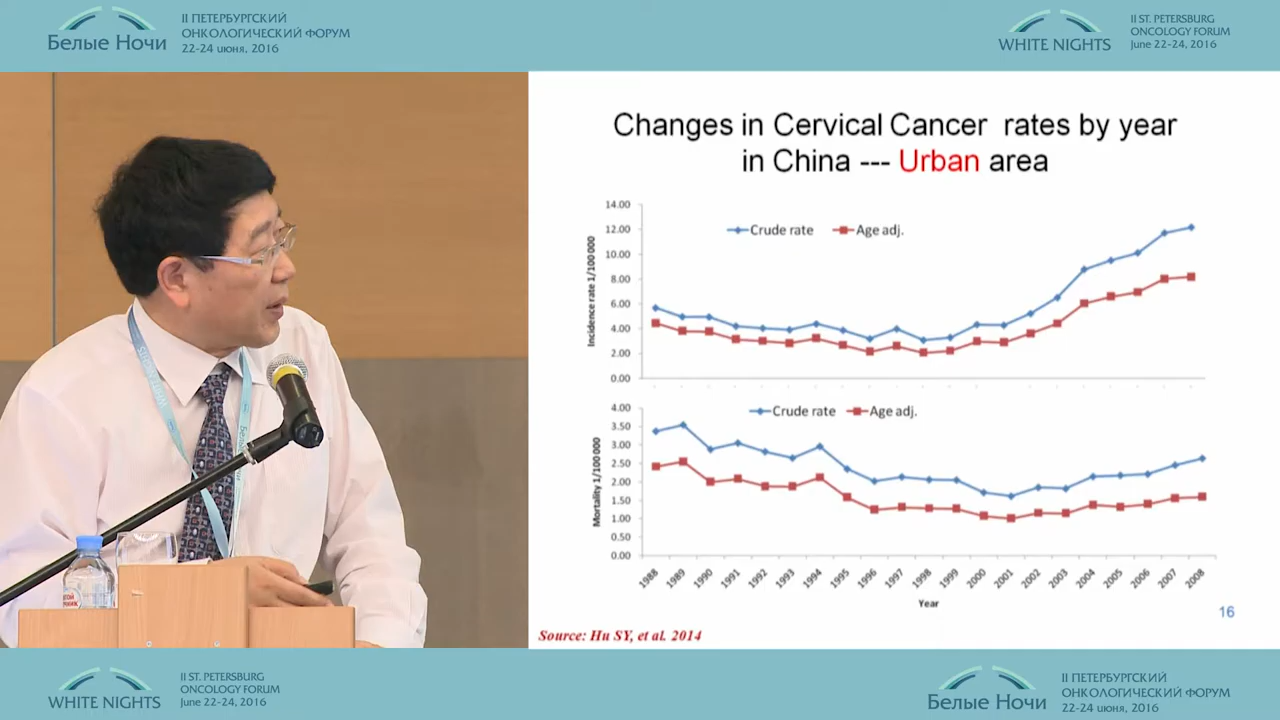 Белые Ночи
II ПЕТЕРБУРГСКИЙ
ОНКОЛОГИЧЕСКИЙ ФОРУМ
22-24 июня, 2016
WHITE NIGHTS
II ST. PETERSBURG
ONCOLOGY FORUM
June 22-24, 2016
Changes in Cervical Cancer rates by year
in China --- Urban area
14.00
12.00
10.00
8.00
6.00
4.00
2.00
0.00
Incidence rate 1/100 000
Crude rate
Age adj.
4.00
3.50
3.00
2.50
2.00
1.50
1.00
0.50
0.00
Mortality 1/100 000
Crude rate
Age adj.
1988
1989
1990
1991
1992
1993
1994
1995
1996
1997
1998
1999
2000
2001
2002
2003
2004
2005
2006
2007
2008
Year
16
Source: Hu SY, et al. 2014
WHITE NIGHTS
II ST. PETERSBURG
ONCOLOGY FORUM
June 22-24, 2016
Белые Ночи
II ПЕТЕРБУРГСКИЙ
ОНКОЛОГИЧЕСКИЙ ФОРУМ
22-24 июня, 2016